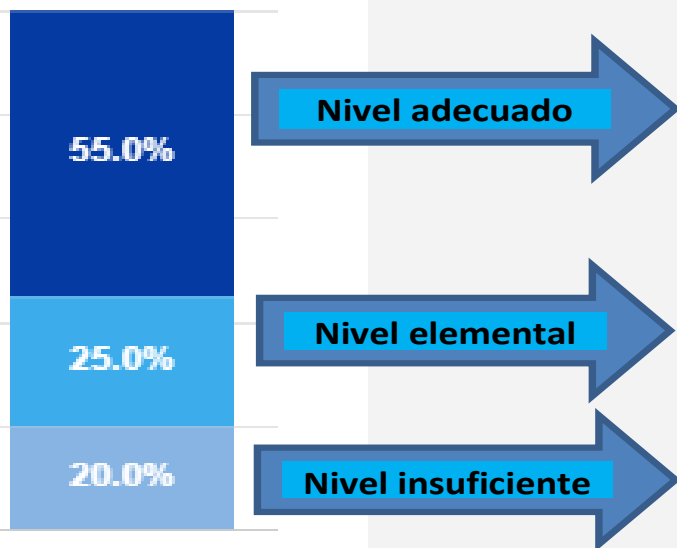 55.0%
Nivel adecuado
25.0%
Nivel elemental
20.0%
Nivel insuficiente